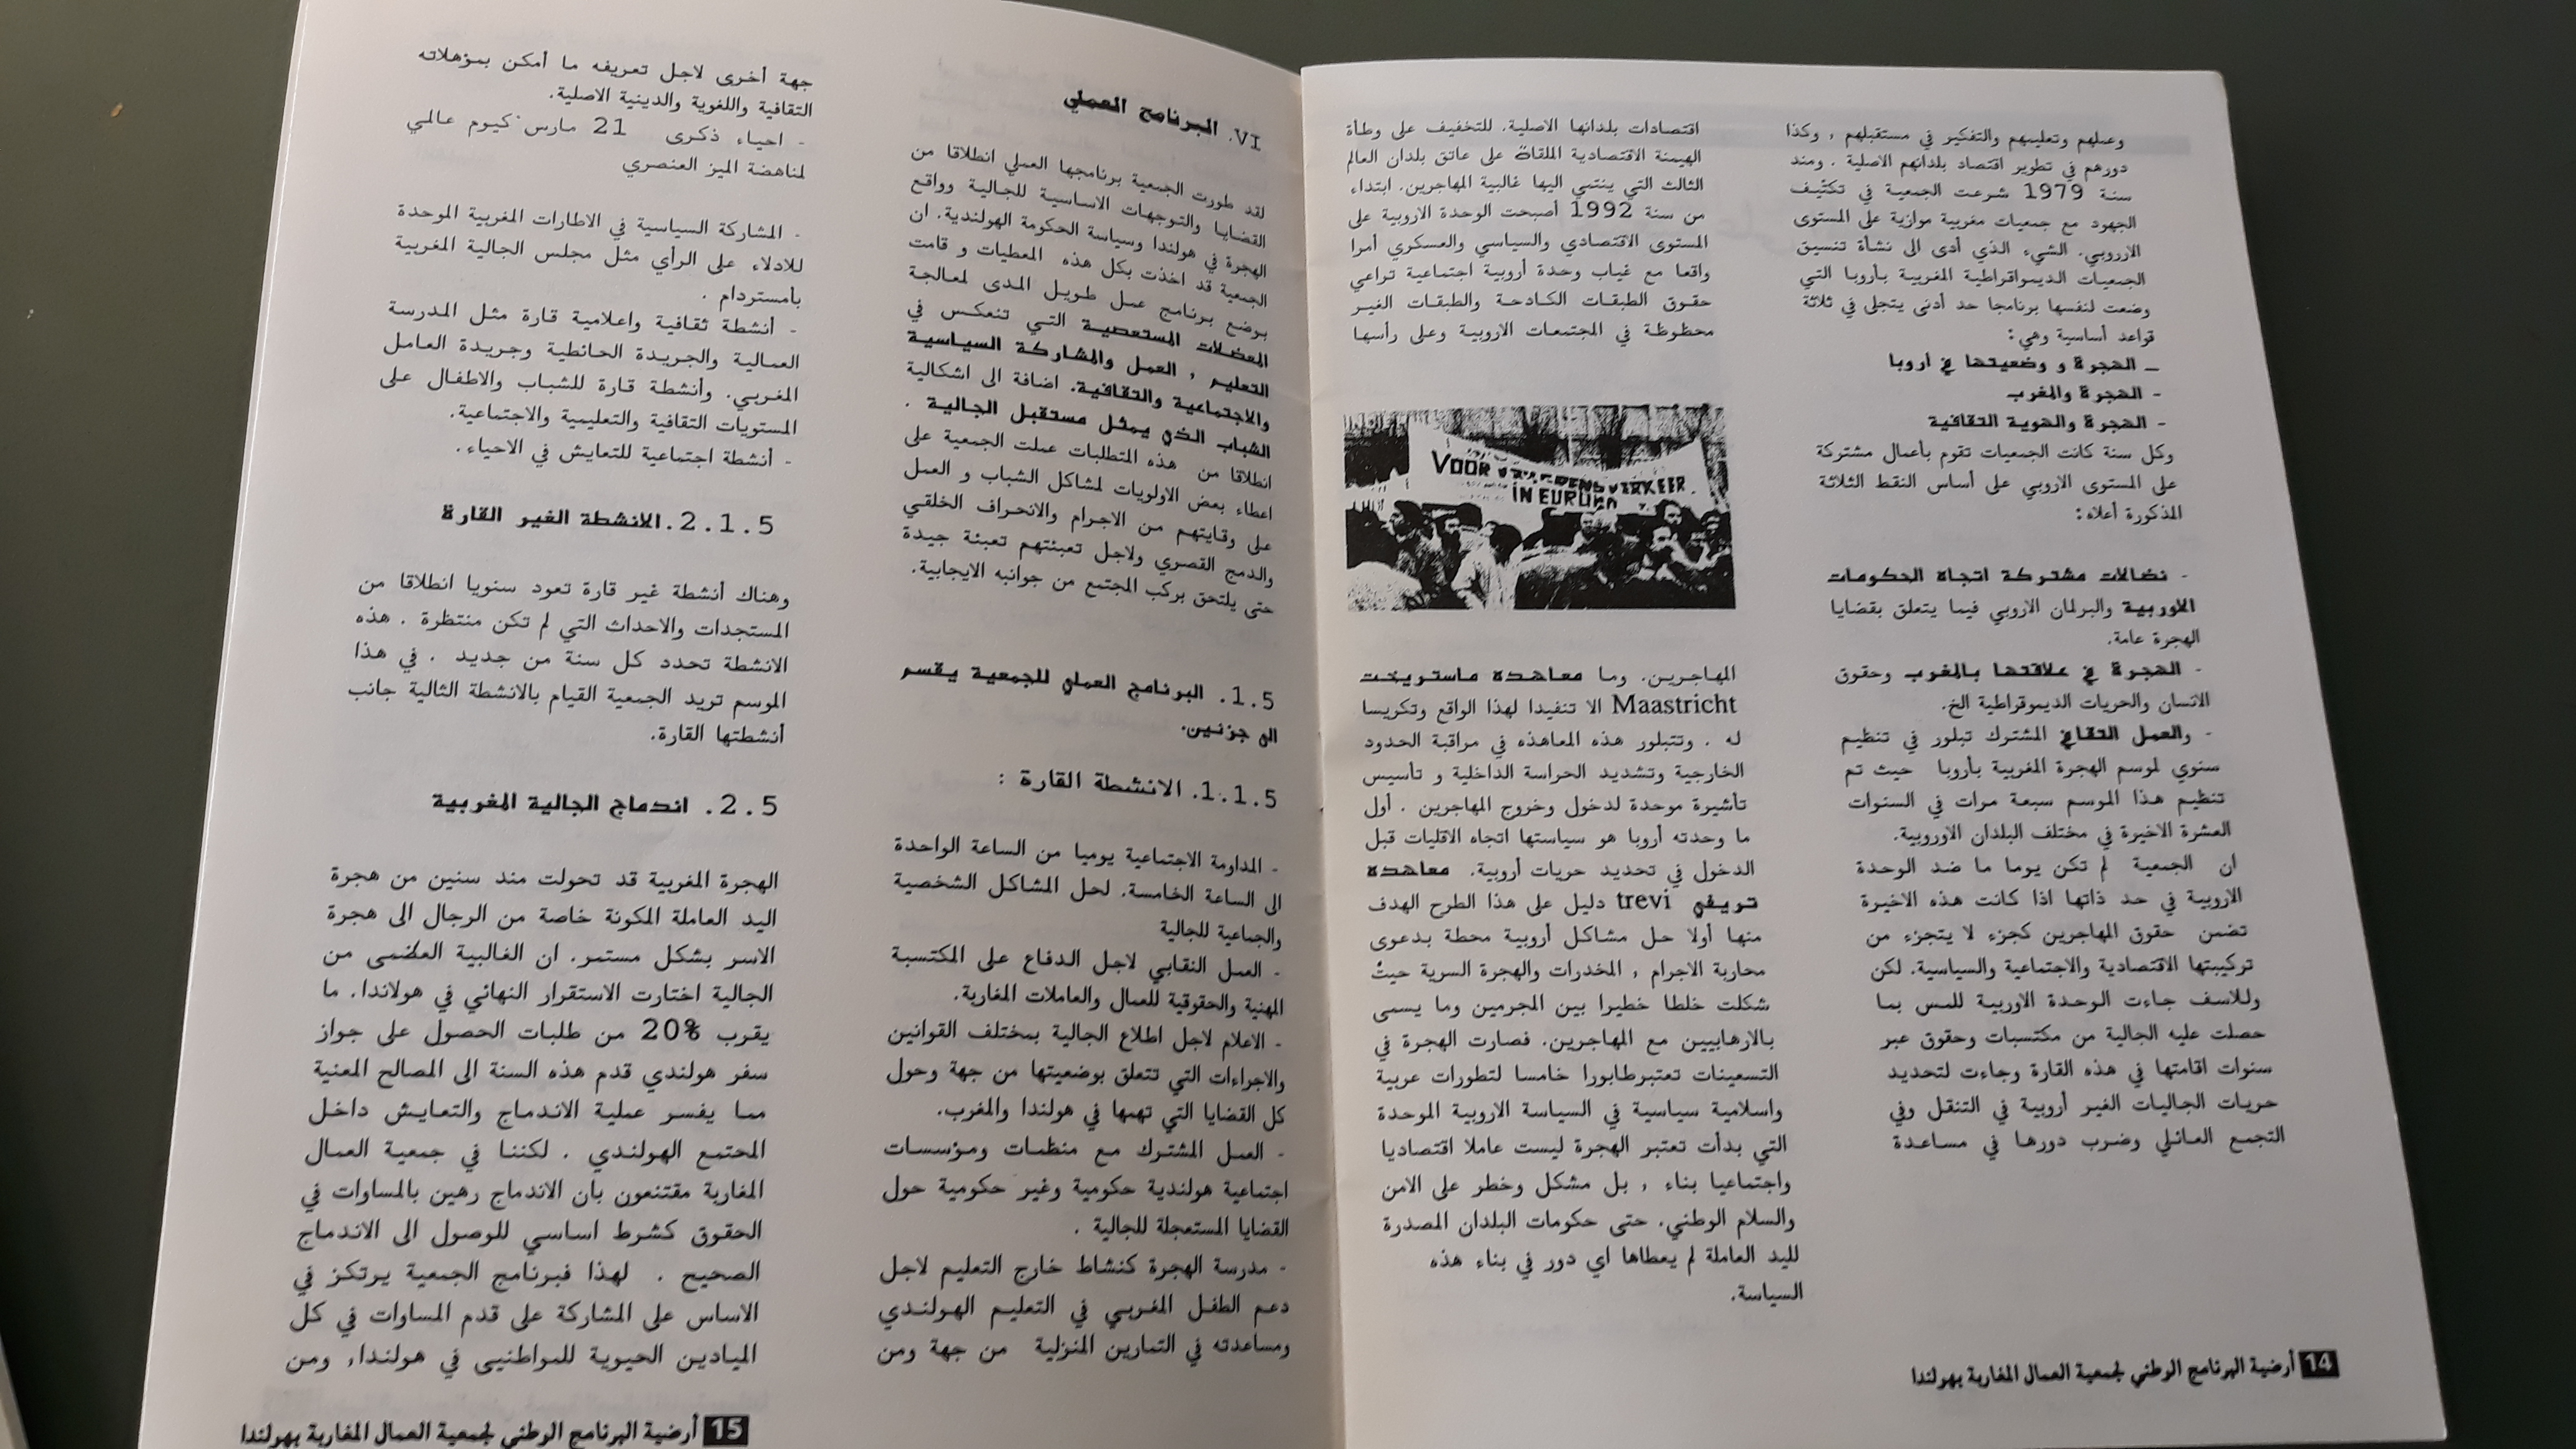 وعملهم وتعليمهم والتفكير في مستقبلهم , وكذا
دورهم في تطوير اقتصاد بلدانهم الاصلية . ومند
سنة 1979 شرعت الجمعية في تكثيف
الجهود مع جمعيات مغربية موازية على المستوى
الاروبي. الشيء الذي أدى الى نشأة تنسيق
الجمعيات الديمواقراطية المغربية بأروبا التي
وضعت لنفسها برنامجا حد أدنى يتجلى في ثلاثة
قواعد أساسية وهي:
_ الهجرة و وضعيتها في أروبا
- الهجرة والمغرب
- الهجرة والهوية التقافية
وكل سنة كانت الجمعيات تقوم بأعمال مشتركة
على المستوى الاروبي على أساس النقط الثلاثة
المذكورة أعلاه:
- نضالات مشتركة اتجاه الحكومات
الاوربية والبرلمان الاروبي فيما يتعلق بقضايا
الهجرة عامة.
- الهجرة في علاقتها بالمغرب وحقوق
الانسان والحريات الديموقراطية الخ.
- والعمل التقافي المشترك تبلور في تنظيم
سنوي لموسم الهجرة المغربية بأروبا حيث تم
تنظيم هذا الموسم سبعة مرات في السنوات
العشرة الاخيرة في مختلف البلدان الاوروبية.
ان الجمعية لم تكن يوما ما ضد الوحدة
الاروبية في حد ذاتها اذا كانت هذه الاخيرة
تضمن حقوق المهاجرين كجزء لا يتجزء من
تركيبتها الاقتصادية والاجتماعية والسياسية. لكن
وللاسف جاءت الوحدة الاوربية للمس بما
حصلت عليه الجالية من مكتسبات وحقوق عبر
سنوات اقامتها في هذه القارة وجاءت لتحديد
حريات الجاليات الغير أروبية في التنقل وفي
التجمع العائلي وضرب دورها في مساعدة
اقتصادات بلدانها الاصلية. للتخفيف على وطأة
الهيمنة الاقتصادية الملقاة على عاتق بلدان العالم
الثالث التي ينتمي اليها غالبية المهاجرين. ابتداء
من سنة 1992 أصبحت الوحدة الاروبية على
المستوى الاقتصادي والسياسي والعسكري أمرا
واقعا مع غياب وحدة أروبية اجتماعية تراعي
حقوق الطبقات الكادحة والطبقات الغير
محظوظة في المجتمعات الاروبية وعلى رأسها
VOOR
IN EUROPA
المهاجرين. وما معاهدة ماستريخت
Maastricht الا تنفيدا لهذا الواقع وتكريسا
له . وتتبلور هذه المعاهذه في مراقبة الحدود
الخارجية وتشديد الحراسة الداخلية و تأسيس
تأشيرة موحدة لدخول وخروج المهاجرين . أول
ما وحدته أروبا هو سياستها اتجاه الاقليات قبل
الدخول في تحديد حريات أروبية. معاهدة
تريفي trevi دليل على هذا الطرح الهدف
منها أولا حل مشاكل أروبية محطة بدعوى
محاربة الاجرام , المخدرات والهجرة السرية حيث
شكلت خلطا خطيرا بين المجرمين وما يسمى
بالارهابيين مع المهاجرين. فصارت الهجرة في
التسعينات تعتبرطابورا خامسا لتطورات عربية
واسلامية سياسية في السياسة الاروبية الموحدة
التي بدأت تعتبر الهجرة ليست عاملا اقتصاديا
واجتماعيا بناء , بل مشكل وخطر على الامن
والسلام الوطني. حتى حكومات البلدان المصدرة
لليد العاملة لم يعطاها اي دور في بناء هذه
السياسة.
14 أرضية البرنامج الوطني لجمعية العمال المغاربة بهولندا
VI. البرنامج العملي
لقد طورت الجمعية برنامجها العملي انطلاقا من
القضايا والتوجهات الاساسية للجالية وواقع
الهجرة في هولندا وسياسة الحكومة الهولندية. ان
الجمعية قد اخذت بكل هذه المعطيات و قامت
بوضع برنامج عمل طويل المدى لمعالجة
المعضلات المستعصية التي تنعكس في
التعليم , العمل والمشاركة السياسية
والاجتماعية والتقافية. اضافة الى اشكالية
الشباب الذي يمثل مستقبل الجالية .
انطلاقا من هذه المتطلبات عملت الجمعية على
اعطاء بعض الاولويات لمشاكل الشباب و العمل
على وقايتهم من الاجرام والانحراف الخلقي
والدمج القصري ولاجل تعبئتهم تعبئة جيدة
حتى يلتحق بركب المجتمع من جوانبه الايجابية.
1.5. البرنامج العملي للجمعية يقسم
الى جزئين.
1.1.5. الانشطة القارة :
- المداومة الاجتماعية يوميا من الساعة الواحدة
الى الساعة الخامسة. لحل المشاكل الشخصية
والجماعية للجالية
- العمل النقابي لاجل الدفاع على المكتسبة
المهنية والحقوقية للعمال والعاملات المغاربة.
- الاعلام لاجل اطلاع الجالية بمختلف القوانين
والاجراءات التي تتعلق بوضعيتها من جهة وحول
كل القضايا التي تهمها في هولندا والمغرب.
- العمل المشترك مع منظمات ومؤسسات
اجتماعية هولندية حكومية وغير حكومية حول
القضايا المستعجلة للجالية .
- مدرسة الهجرة كنشاط خارج التعليم لاجل
دعم الطفل المغربي في التعليم الهولندي
ومساعدته في التمارين المنزلية من جهة ومن
جهة أخرى لاجل تعريفه ما أمكن بمؤهلاته
التقافية واللغوية والدينية الاصلية.
- احياء ذكرى 21 مارس كيوم عالمي
لمناهضة الميز العنصري
- المشاركة السياسية في الاطارات المغربية الموحدة
للادلاء على الرأي مثل مجلس الجالية المغربية
بأمستردام .
- أنشطة ثقافية واعلامية قارة مثل المدرسة
العمالية والجريدة الحائطية وجريدة العامل
المغربي. وأنشطة قارة للشباب والاطفال على
المستويات التقافية والتعليمية والاجتماعية.
- أنشطة اجتماعية للتعايش في الاحياء.
2.1.5.الانشطة الغير القارة
وهناك أنشطة غير قارة تعود سنويا انطلاقا من
المستجدات والاحداث التي لم تكن منتظرة . هذه
الانشطة تحدد كل سنة من جديد . في هذا
الموسم تريد الجمعية القيام بالانشطة التالية جانب
أنشطتها القارة.
2.5. اندماج الجالية المغربية
الهجرة المغربية قد تحولت مند سنين من هجرة
اليد العاملة المكونة خاصة من الرجال الى هجرة
الاسر بشكل مستمر. ان الغالبية العضمى من
الجالية اختارت الاستقرار النهائي في هولاندا. ما
يقرب 20% من طلبات الحصول على جواز
سفر هولندي قدم هذه السنة الى المصالح المعنية
مما يفسر عملية الاندماج والتعايش داخل
المحتمع الهولندي . لكننا في جمعية العمال
المغاربة مقتنعون بان الاندماج رهين بالمساوات في
الحقوق كشرط اساسي للوصول الى الاندماج
الصحيح . لهذا فبرنامج الجمعية يرتكز في
الاساس على المشاركة على قدم المساوات في كل
الميادين الحيوية للمواطنيى في هولندا, ومن
15 أرضية البرنامج الوطني لجمعية العمال المغاربة بهولندا